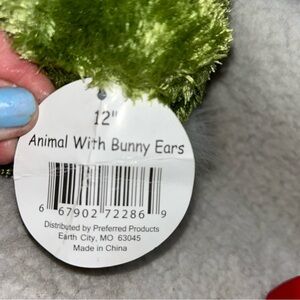 12"
Animal With Bunny Ears
6 67902 72286 9
Distributed by Preferred Products
Earth City, MO 63045
Made in China